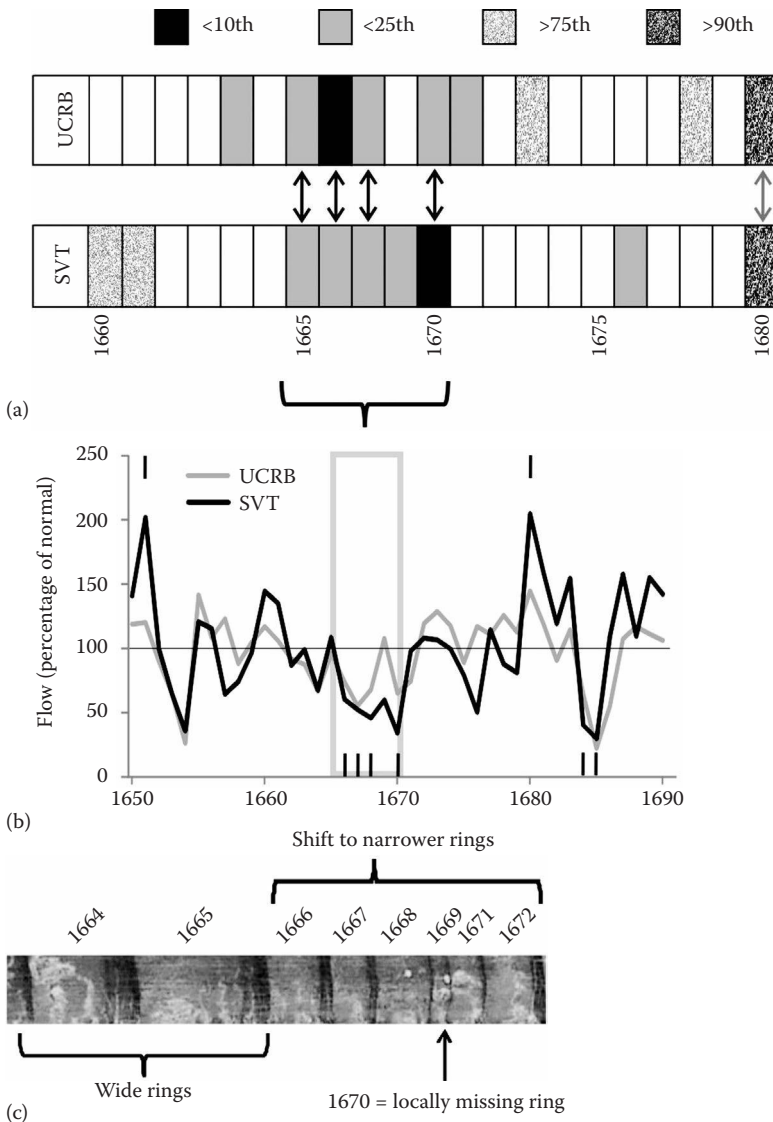 <10th <25th >75th >90th
UCRB
SVT
1660 1665 1670 1675 1680
(a)
250
200
150
100
50
0
Flow (percentage of normal)
UCRB
SVT
1650 1660 1670 1680 1690
(b)
Shift to narrower rings
1664 1665 1666 1667 1668 1669 1671 1672
Wide rings
1670 = locally missing ring
(c)